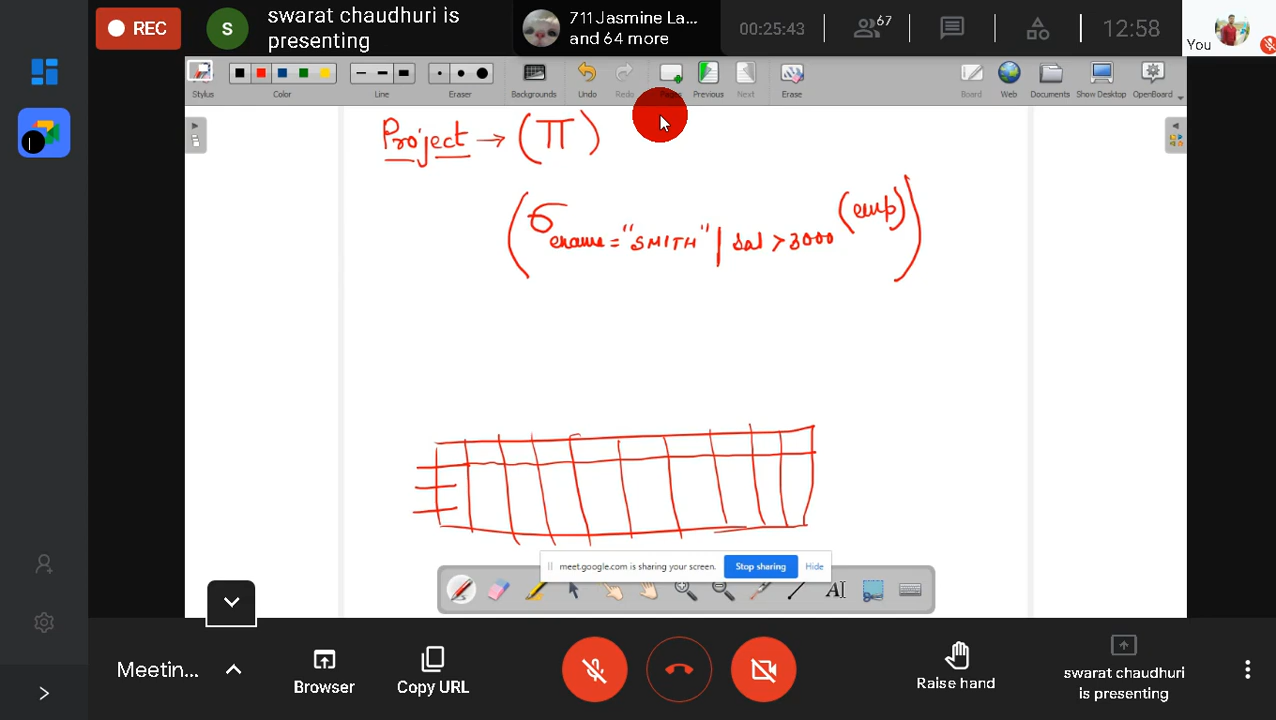 REC
S
swarat chaudhuri is
presenting
711 Jasmine La...
and 64 more
00:25:43
67
12:58
You
Stylus
Color
Line
Eraser
Backgrounds
Undo
Redo
Pages
Previous
Next
Erase
Board
Web
Documents
Show Desktop
OpenBoard
Project → (π)
(σ ename = "SMITH" | sal > 3000 (emp))
meet.google.com is sharing your screen.
Stop sharing
Hide
AI
Meetin...
Browser
Copy URL
Raise hand
swarat chaudhuri
is presenting